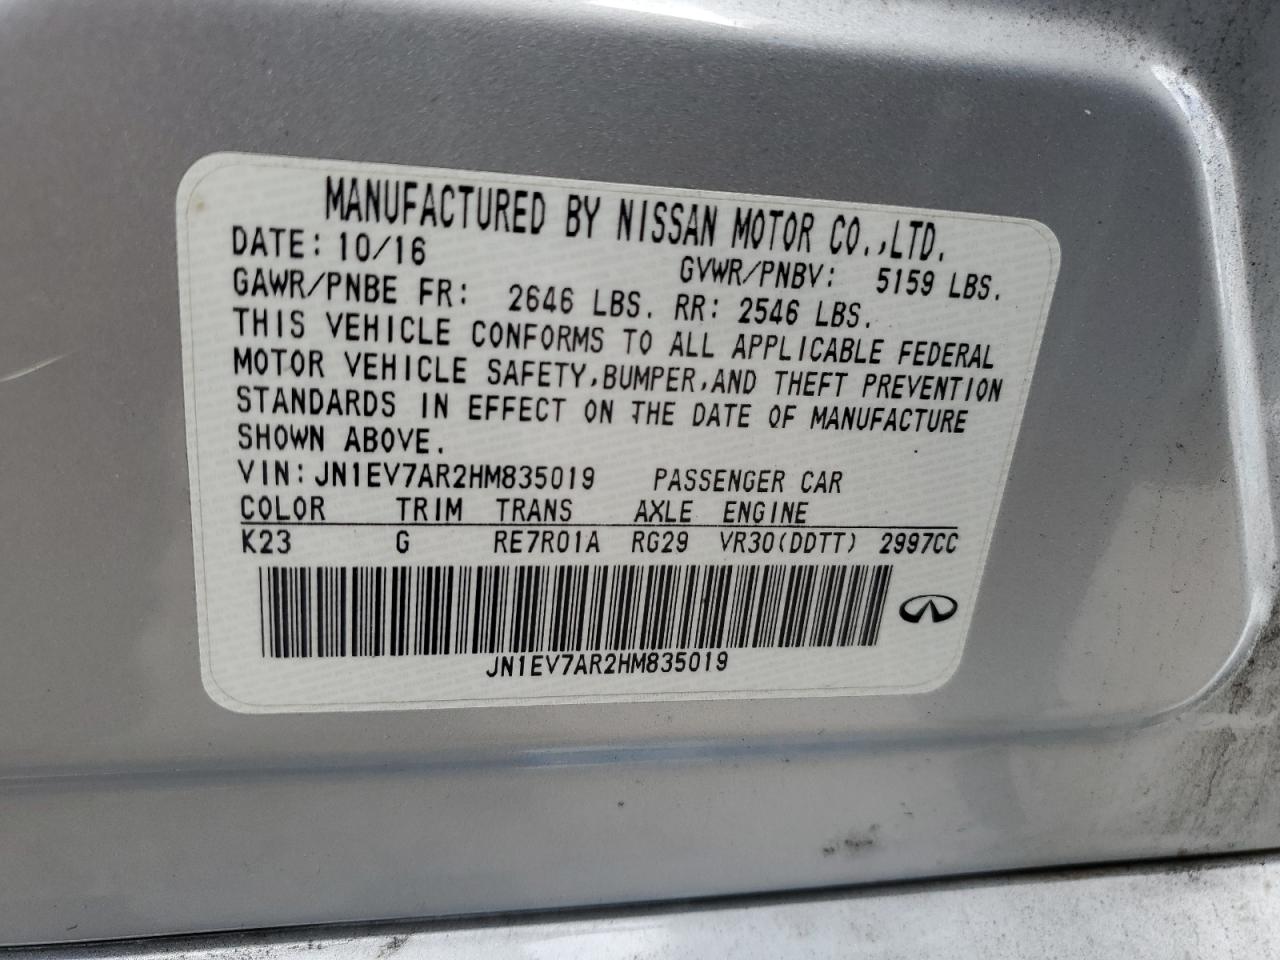 MANUFACTURED BY NISSAN MOTOR CO.,LTD.
DATE: 10/16 GVWR/PNBV: 5159 LBS.
GAWR/PNBE FR: 2646 LBS. RR: 2546 LBS.
THIS VEHICLE CONFORMS TO ALL APPLICABLE FEDERAL
MOTOR VEHICLE SAFETY,BUMPER,AND THEFT PREVENTION
STANDARDS IN EFFECT ON THE DATE OF MANUFACTURE
SHOWN ABOVE.
VIN:JN1EV7AR2HM835019 PASSENGER CAR
COLOR TRIM TRANS AXLE ENGINE
K23 G RE7R01A RG29 VR30(DDTT) 2997CC
JN1EV7AR2HM835019